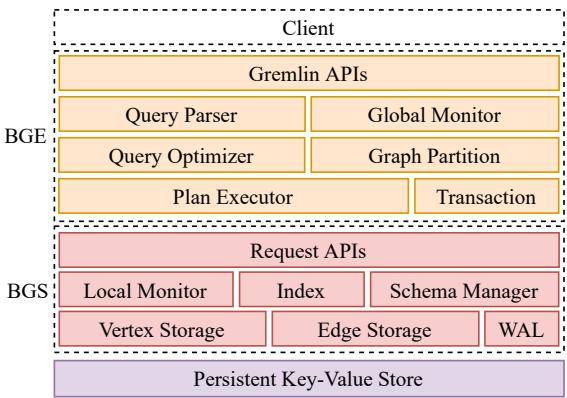 Client
BGE
Gremlin APIs
Query Parser
Global Monitor
Query Optimizer
Graph Partition
Plan Executor
Transaction
BGS
Request APIs
Local Monitor
Index
Schema Manager
Vertex Storage
Edge Storage
WAL
Persistent Key-Value Store